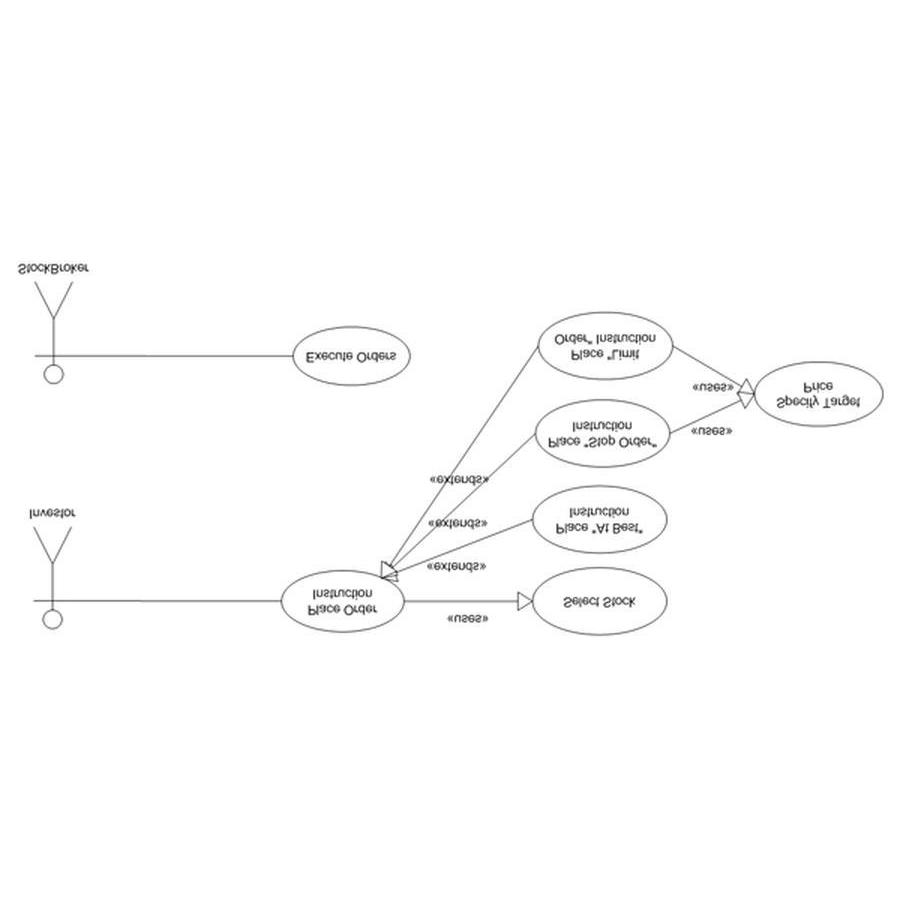 «uses»
Place Order
Instruction
Select Stock
«extends»
Place "At Best"
Instruction
Investor
«extends»
Place "Stop Order"
Instruction
«uses»
«extends»
Specify Target
Price
«uses»
Place "Limit
Order" Instruction
Execute Orders
StockBroker